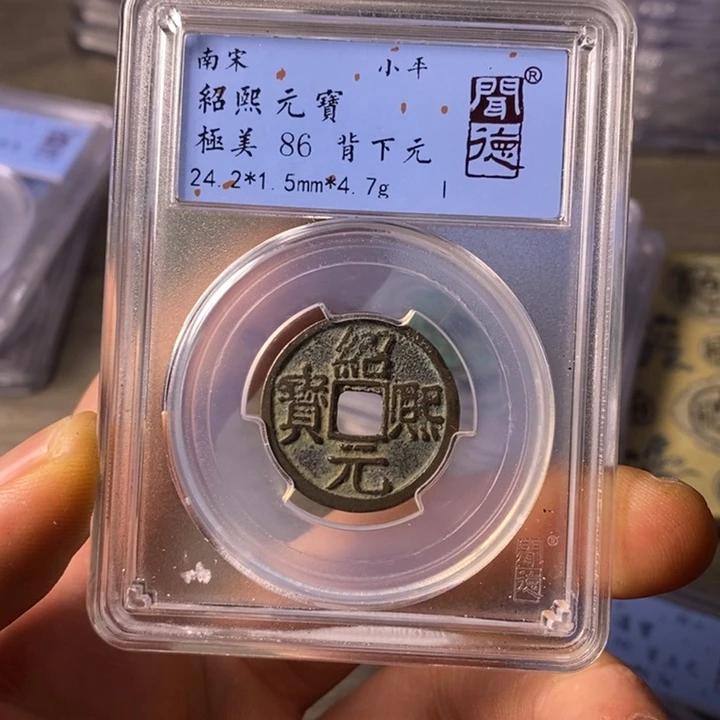 南宋 小平
紹熙元寶
極美 86 背下元
24.2*1.5mm*4.7g
聞德®
紹熙元寶